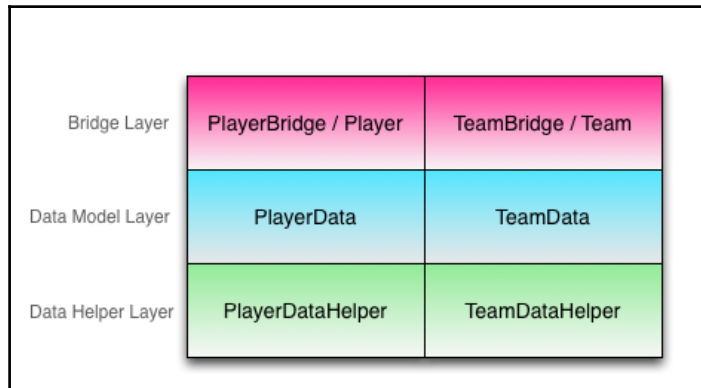 Bridge Layer
PlayerBridge / Player
TeamBridge / Team
Data Model Layer
PlayerData
TeamData
Data Helper Layer
PlayerDataHelper
TeamDataHelper